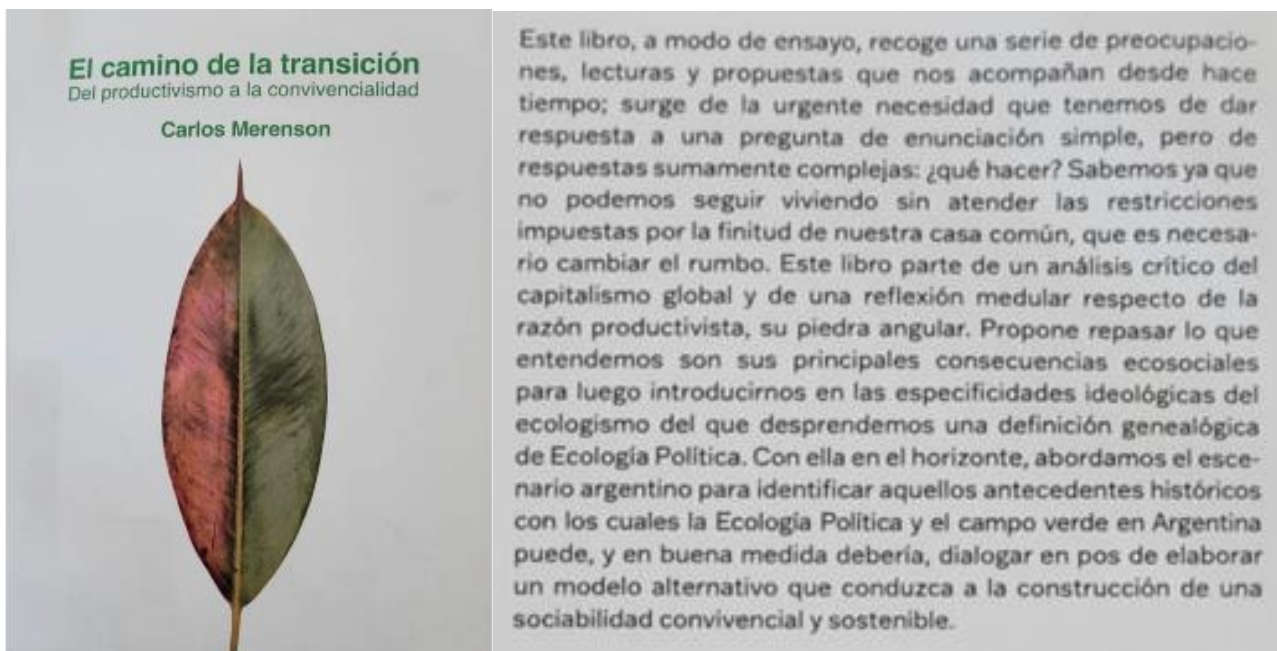 El camino de la transición
Del productivismo a la convivencialidad
Carlos Merenson
Este libro, a modo de ensayo, recoge una serie de preocupacio-
nes, lecturas y propuestas que nos acompañan desde hace
tiempo; surge de la urgente necesidad que tenemos de dar
respuesta a una pregunta de enunciación simple, pero de
respuestas sumamente complejas: ¿qué hacer? Sabemos ya que
no podemos seguir viviendo sin atender las restricciones
impuestas por la finitud de nuestra casa común, que es necesa-
rio cambiar el rumbo. Este libro parte de un análisis crítico del
capitalismo global y de una reflexión medular respecto de la
razón productivista, su piedra angular. Propone repasar lo que
entendemos son sus principales consecuencias ecosociales
para luego introducirnos en las especificidades ideológicas del
ecologismo del que desprendemos una definición genealógica
de Ecología Política. Con ella en el horizonte, abordamos el esce-
nario argentino para identificar aquellos antecedentes históricos
con los cuales la Ecología Política y el campo verde en Argentina
puede, y en buena medida debería, dialogar en pos de elaborar
un modelo alternativo que conduzca a la construcción de una
sociabilidad convivencial y sostenible.